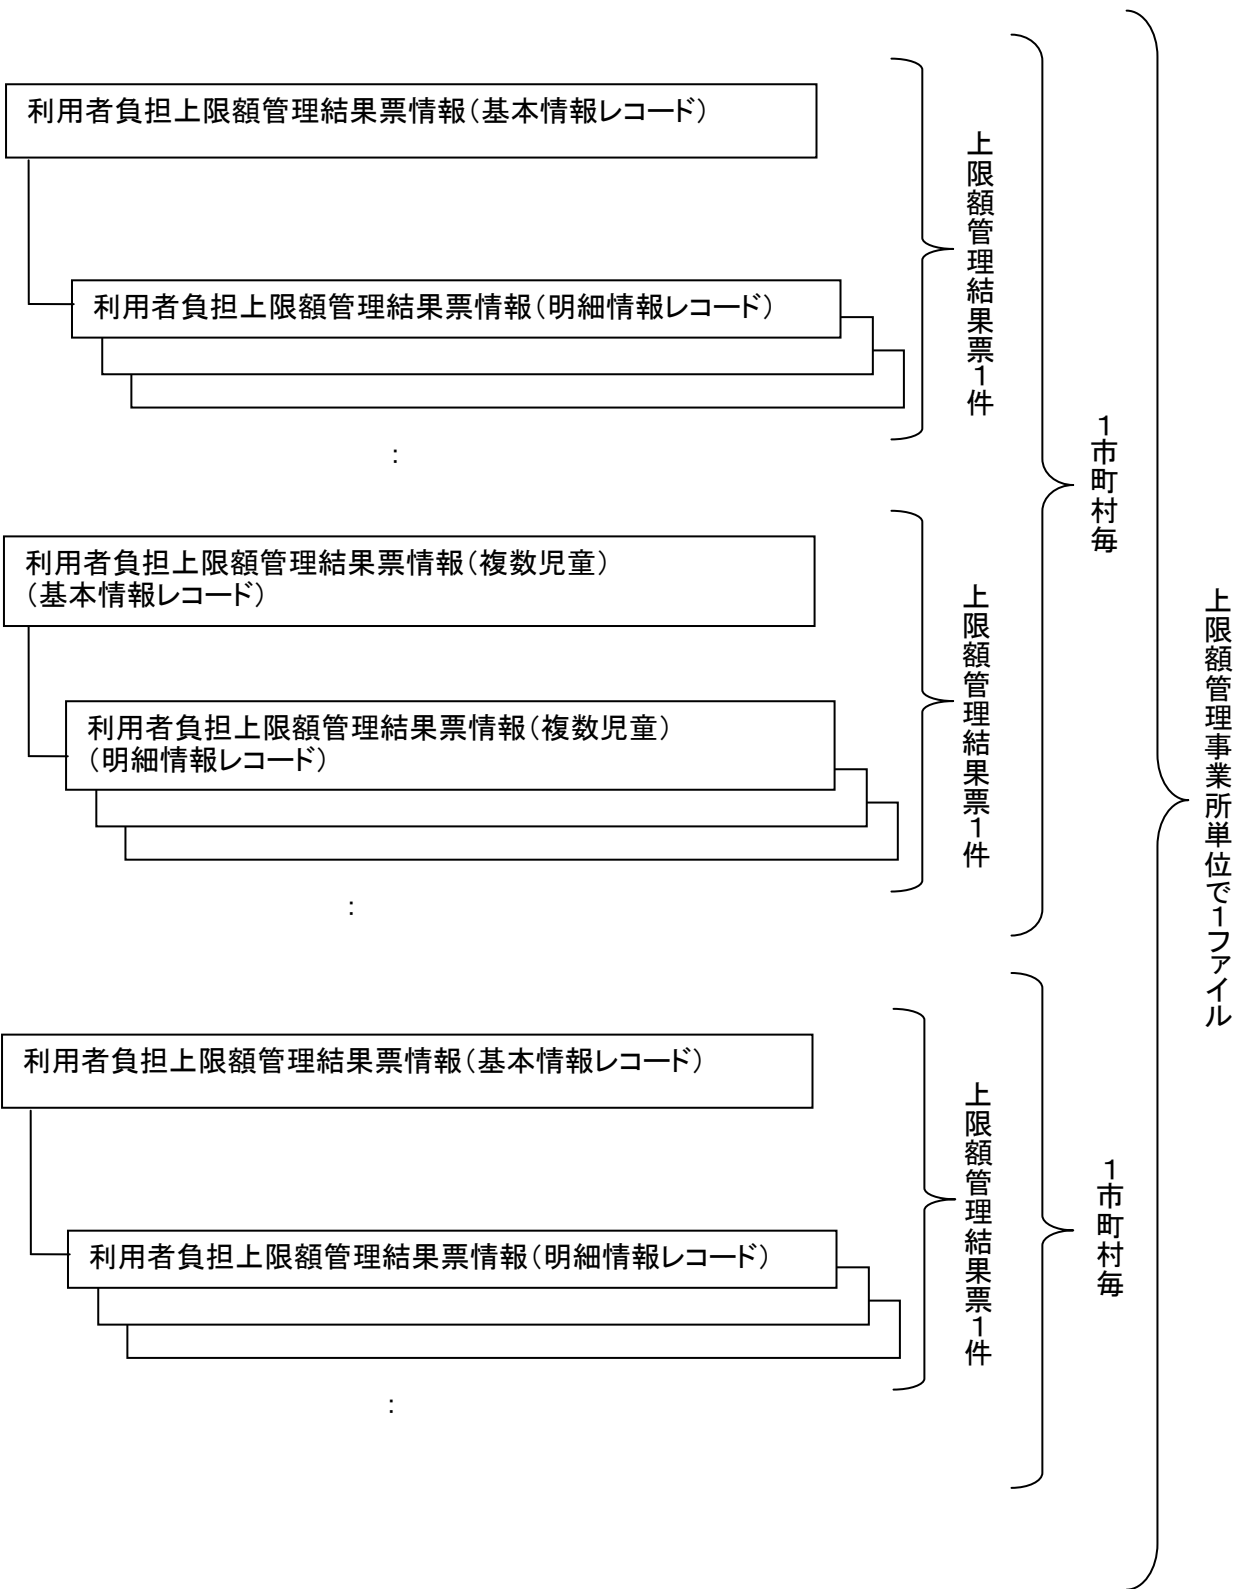 利用者負担上限額管理結果票情報（基本情報レコード）
利用者負担上限額管理結果票情報（明細情報レコード）
：
上限額管理結果票１件
利用者負担上限額管理結果票情報（複数児童）
（基本情報レコード）
利用者負担上限額管理結果票情報（複数児童）
（明細情報レコード）
：
上限額管理結果票１件
１市町村毎
利用者負担上限額管理結果票情報（基本情報レコード）
利用者負担上限額管理結果票情報（明細情報レコード）
：
上限額管理結果票１件
１市町村毎
上限額管理事業所単位で１ファイル